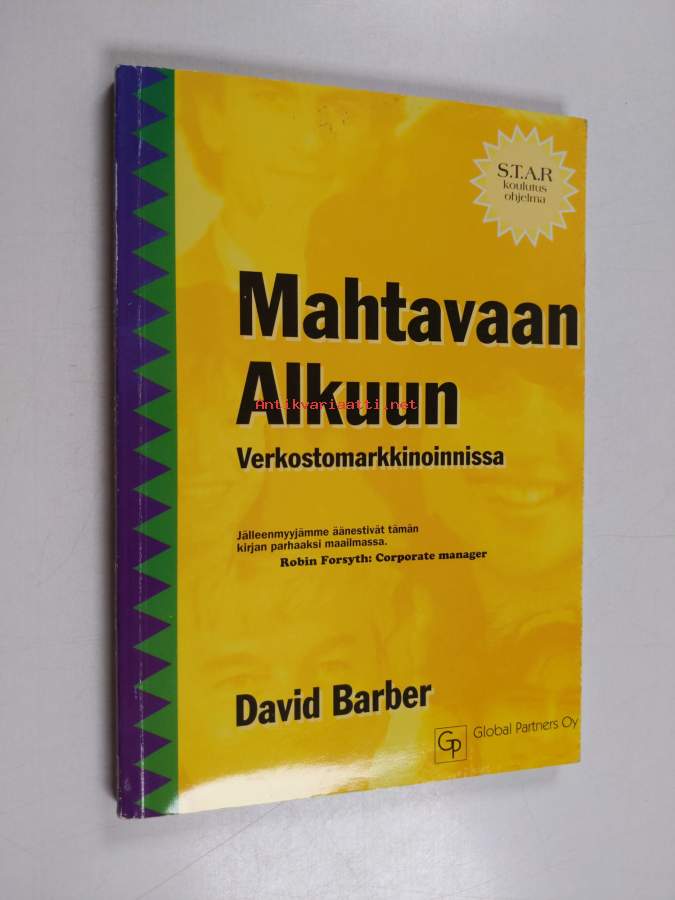 S.T.A.R
koulutus
ohjelma
Mahtavaan
Alkuun
Antikvariaatti.net
Verkostomarkkinoinnissa
Jälleenmyyjämme äänestivät tämän
kirjan parhaaksi maailmassa.
Robin Forsyth: Corporate manager
David Barber
GP Global Partners Oy